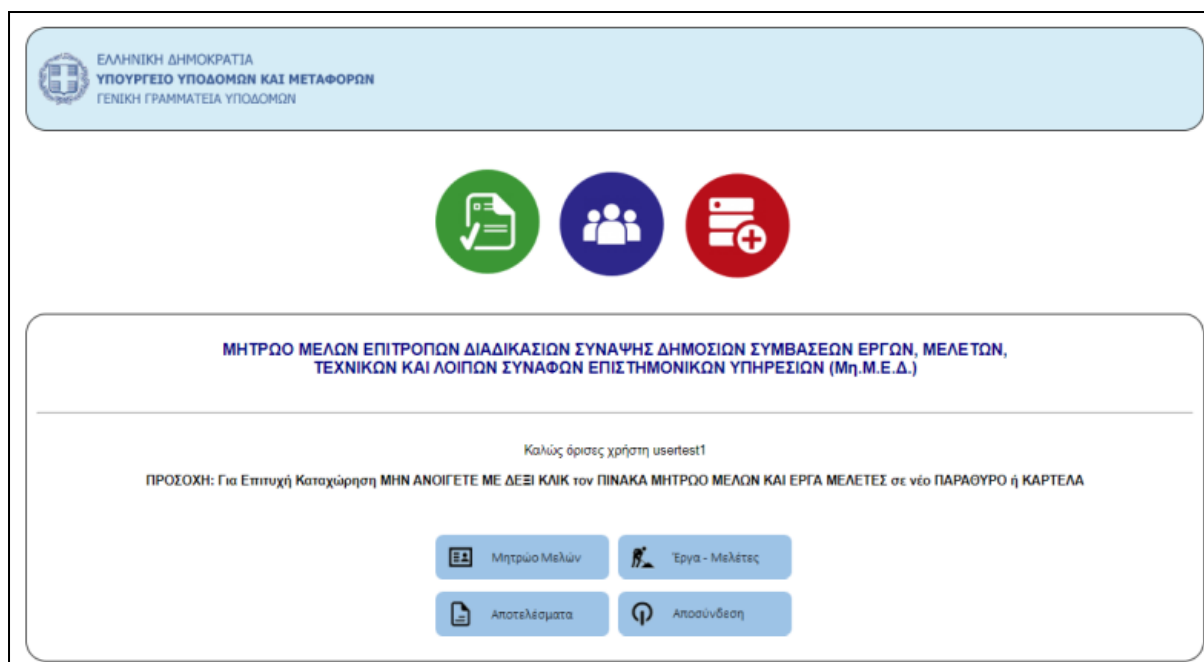 ΕΛΛΗΝΙΚΗ ΔΗΜΟΚΡΑΤΙΑ
ΥΠΟΥΡΓΕΙΟ ΥΠΟΔΟΜΩΝ ΚΑΙ ΜΕΤΑΦΟΡΩΝ
ΓΕΝΙΚΗ ΓΡΑΜΜΑΤΕΙΑ ΥΠΟΔΟΜΩΝ
ΜΗΤΡΩΟ ΜΕΛΩΝ ΕΠΙΤΡΟΠΩΝ ΔΙΑΔΙΚΑΣΙΩΝ ΣΥΝΑΨΗΣ ΔΗΜΟΣΙΩΝ ΣΥΜΒΑΣΕΩΝ ΕΡΓΩΝ, ΜΕΛΕΤΩΝ,
ΤΕΧΝΙΚΩΝ ΚΑΙ ΛΟΙΠΩΝ ΣΥΝΑΦΩΝ ΕΠΙΣΤΗΜΟΝΙΚΩΝ ΥΠΗΡΕΣΙΩΝ (Μη.Μ.Ε.Δ.)
Καλώς όρισες χρήστη usertest1
ΠΡΟΣΟΧΗ: Για Επιτυχή Καταχώρηση ΜΗΝ ΑΝΟΙΓΕΤΕ ΜΕ ΔΕΞΙ ΚΛΙΚ τον ΠΙΝΑΚΑ ΜΗΤΡΩΟ ΜΕΛΩΝ ΚΑΙ ΕΡΓΑ ΜΕΛΕΤΕΣ σε νέο ΠΑΡΑΘΥΡΟ ή ΚΑΡΤΕΛΑ
Μητρώο Μελών
Έργα - Μελέτες
Αποτελέσματα
Αποσύνδεση